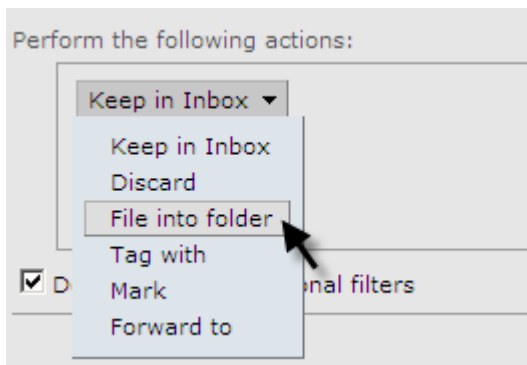 Perform the following actions:
Keep in Inbox
Keep in Inbox
Discard
File into folder
Tag with
Mark
Forward to
filters